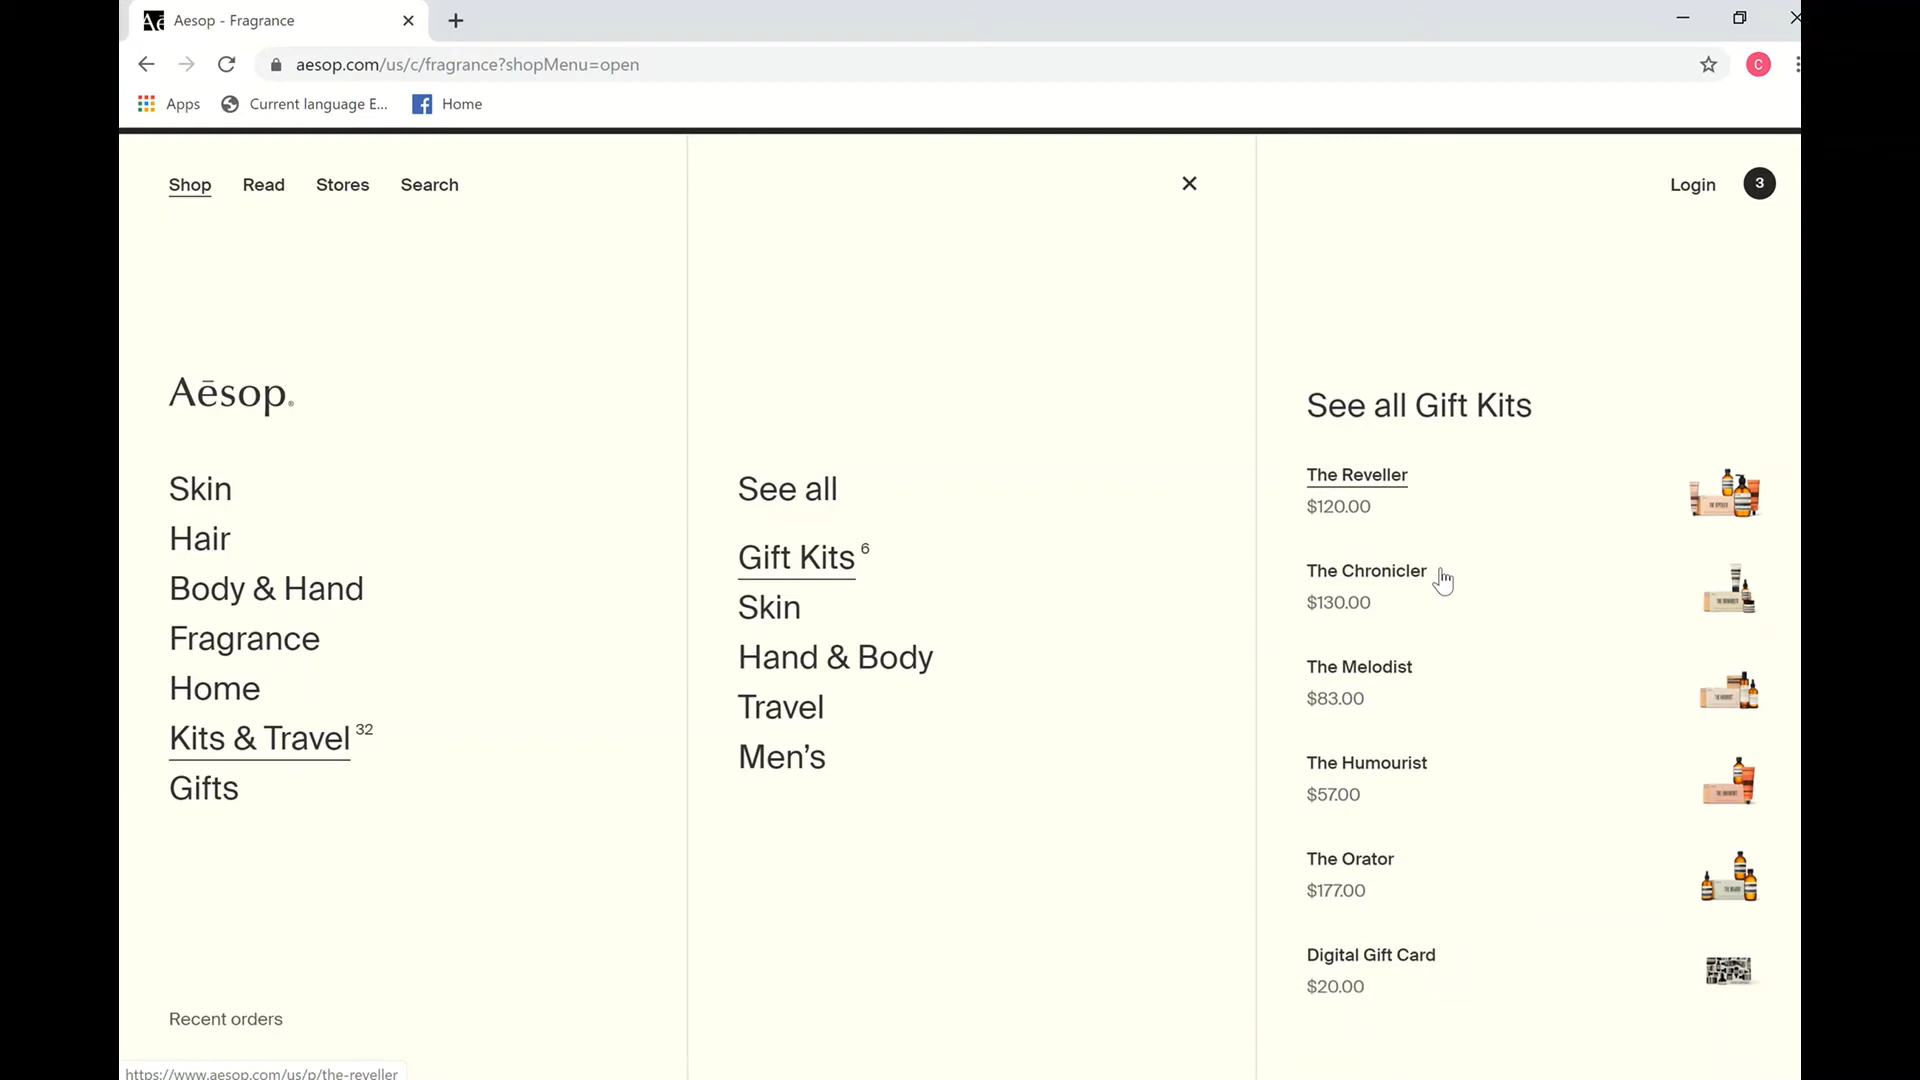 Aesop - Fragrance
aesop.com/us/c/fragrance?shopMenu=open
C
Apps
Current language E...
Home
Shop
Read
Stores
Search
Login
3
Aēsop.
Skin
Hair
Body & Hand
Fragrance
Home
Kits & Travel 32
Gifts
Recent orders
See all
Gift Kits 6
Skin
Hand & Body
Travel
Men’s
See all Gift Kits
The Reveller
$120.00
The Chronicler
$130.00
The Melodist
$83.00
The Humourist
$57.00
The Orator
$177.00
Digital Gift Card
$20.00
https://www.aesop.com/us/p/the-reveller